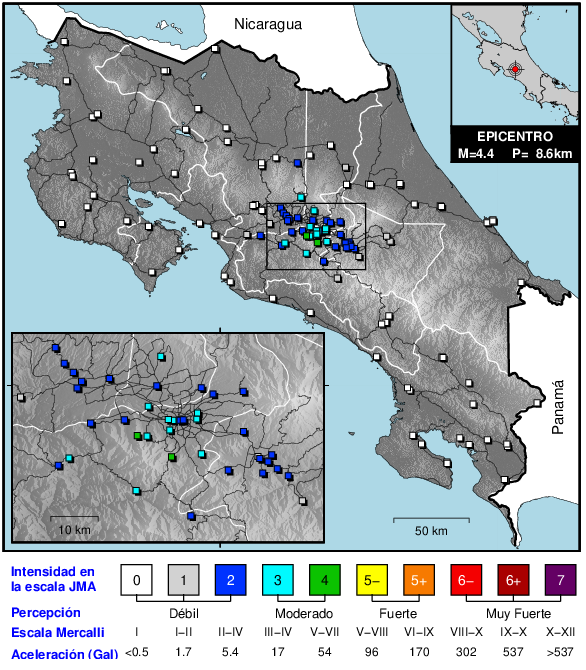 Nicaragua
EPICENTRO
M=4.4 P= 8.6km
Panamá
10 km
50 km
Intensidad en
la escala JMA
0 1 2 3 4 5− 5+ 6− 6+ 7
Percepción Débil Moderado Fuerte Muy Fuerte
Escala Mercalli I I−II II−IV III−IV V−VII V−VIII VI−IX VIII−X IX−X X−XII
Aceleración (Gal) <0.5 1.7 5.4 17 54 96 170 302 537 >537